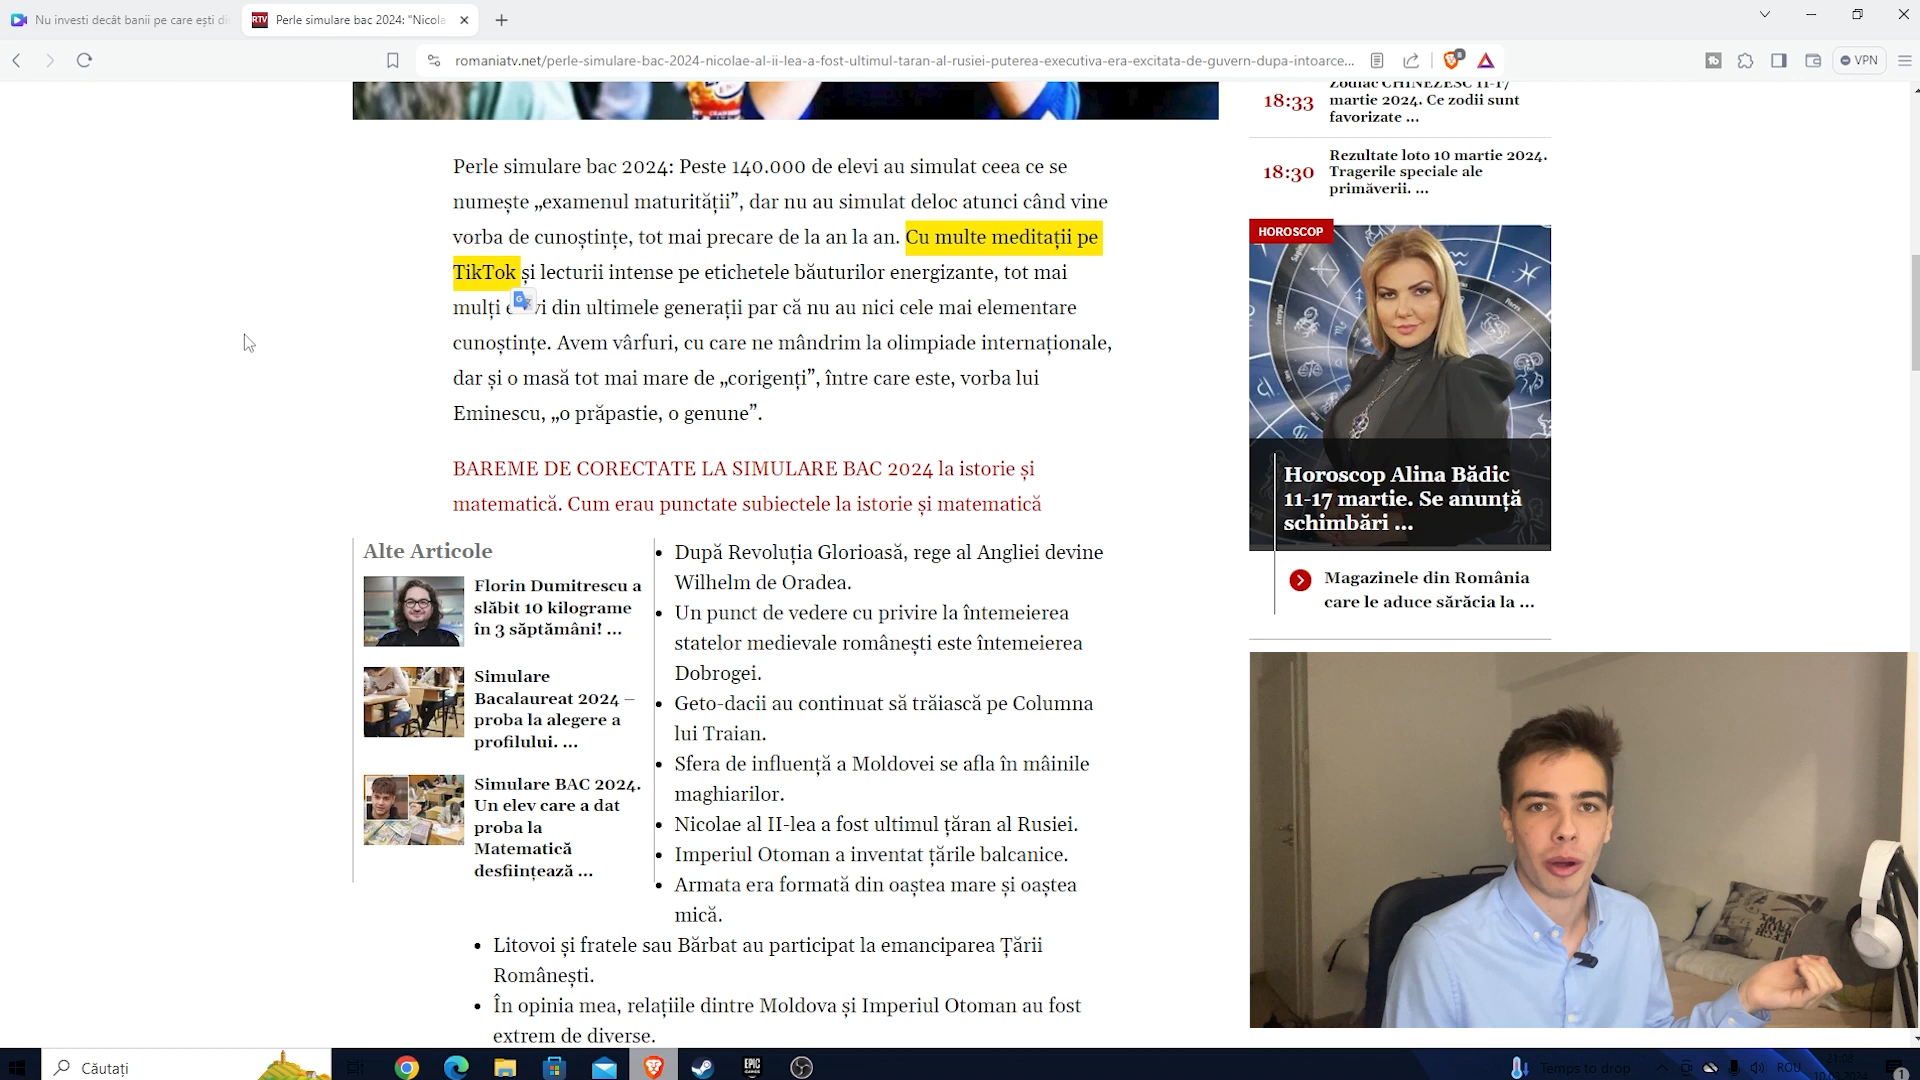 Nu investi decât banii pe care ești di
Perle simulare bac 2024: "Nicola
romaniatv.net/perle-simulare-bac-2024-nicolae-al-ii-lea-a-fost-ultimul-taran-al-rusiei-puterea-executiva-era-excitata-de-guvern-dupa-intoarce...
VPN
Perle simulare bac 2024: Peste 140.000 de elevi au simulat ceea ce se
numește „examenul maturității”, dar nu au simulat deloc atunci când vine
vorba de cunoștințe, tot mai precare de la an la an. Cu multe meditații pe
TikTok și lecturii intense pe etichetele băuturilor energizante, tot mai
mulți e vi din ultimele generații par că nu au nici cele mai elementare
cunoștințe. Avem vârfuri, cu care ne mândrim la olimpiade internaționale,
dar și o masă tot mai mare de „corigenți”, între care este, vorba lui
Eminescu, „o prăpastie, o genune”.
BAREME DE CORECTATE LA SIMULARE BAC 2024 la istorie și
matematică. Cum erau punctate subiectele la istorie și matematică
Alte Articole
Florin Dumitrescu a
slăbit 10 kilograme
în 3 săptămâni! ...
Simulare
Bacalaureat 2024 –
proba la alegere a
profilului. ...
Simulare BAC 2024.
Un elev care a dat
proba la
Matematică
desființează ...
• După Revoluția Glorioasă, rege al Angliei devine
Wilhelm de Oradea.
• Un punct de vedere cu privire la întemeierea
statelor medievale românești este întemeierea
Dobrogei.
• Geto-dacii au continuat să trăiască pe Columna
lui Traian.
• Sfera de influență a Moldovei se afla în mâinile
maghiarilor.
• Nicolae al II-lea a fost ultimul țăran al Rusiei.
• Imperiul Otoman a inventat țările balcanice.
• Armata era formată din oaștea mare și oaștea
mică.
• Litovoi și fratele sau Bărbat au participat la emanciparea Țării
Românești.
• În opinia mea, relațiile dintre Moldova și Imperiul Otoman au fost
extrem de diverse.
18:33
Zodiac CHINEZESC 11-17
martie 2024. Ce zodii sunt
favorizate ...
18:30
Rezultate loto 10 martie 2024.
Tragerile speciale ale
primăverii. ...
HOROSCOP
Horoscop Alina Bădic
11-17 martie. Se anunță
schimbări ...
Magazinele din România
care le aduce sărăcia la ...
Căutați
EPIC
Temps to drop
ROU